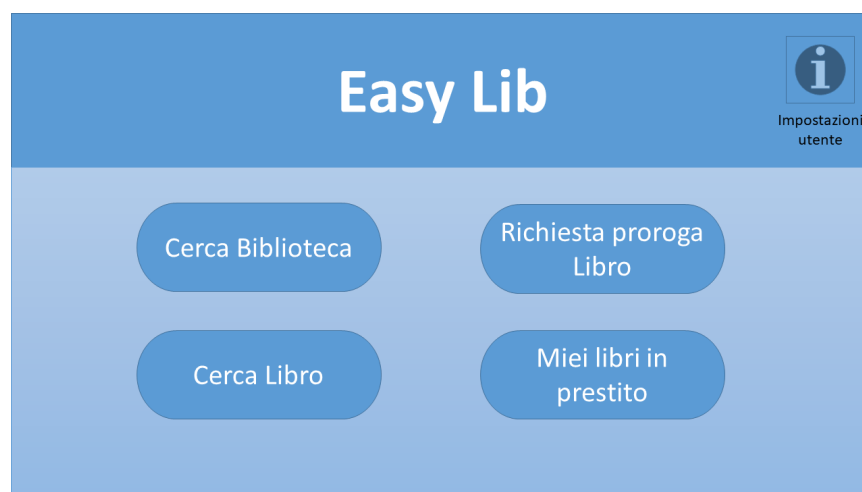 Easy Lib
Impostazioni
utente
Cerca Biblioteca
Richiesta proroga
Libro
Cerca Libro
Miei libri in
prestito